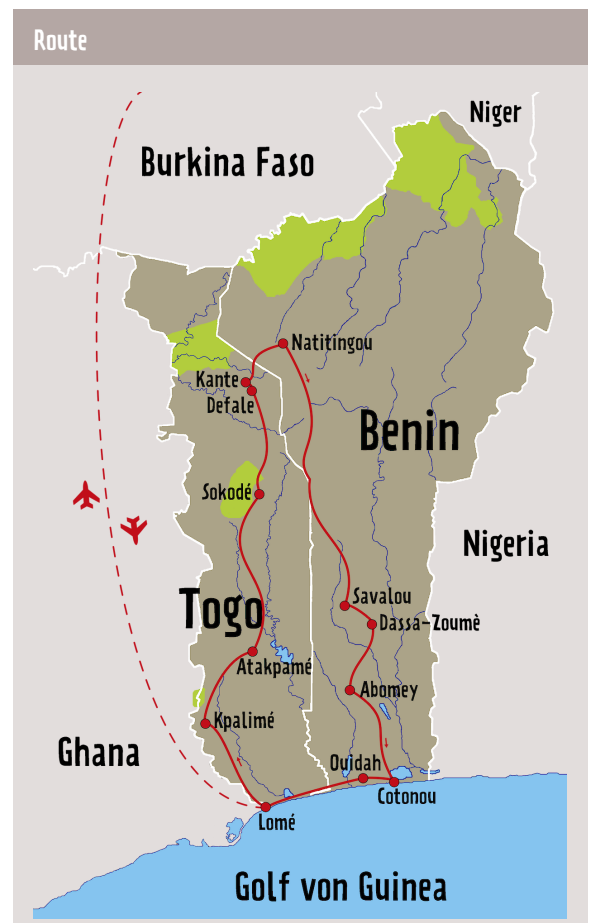 Route
Niger
Burkina Faso
Natitingou
Kante
Defale
Benin
Sokodé
Nigeria
Savalou
Togo
Dassa-Zoumè
Atakpamé
Abomey
Kpalimé
Ghana
Ouidah
Cotonou
Lomé
Golf von Guinea